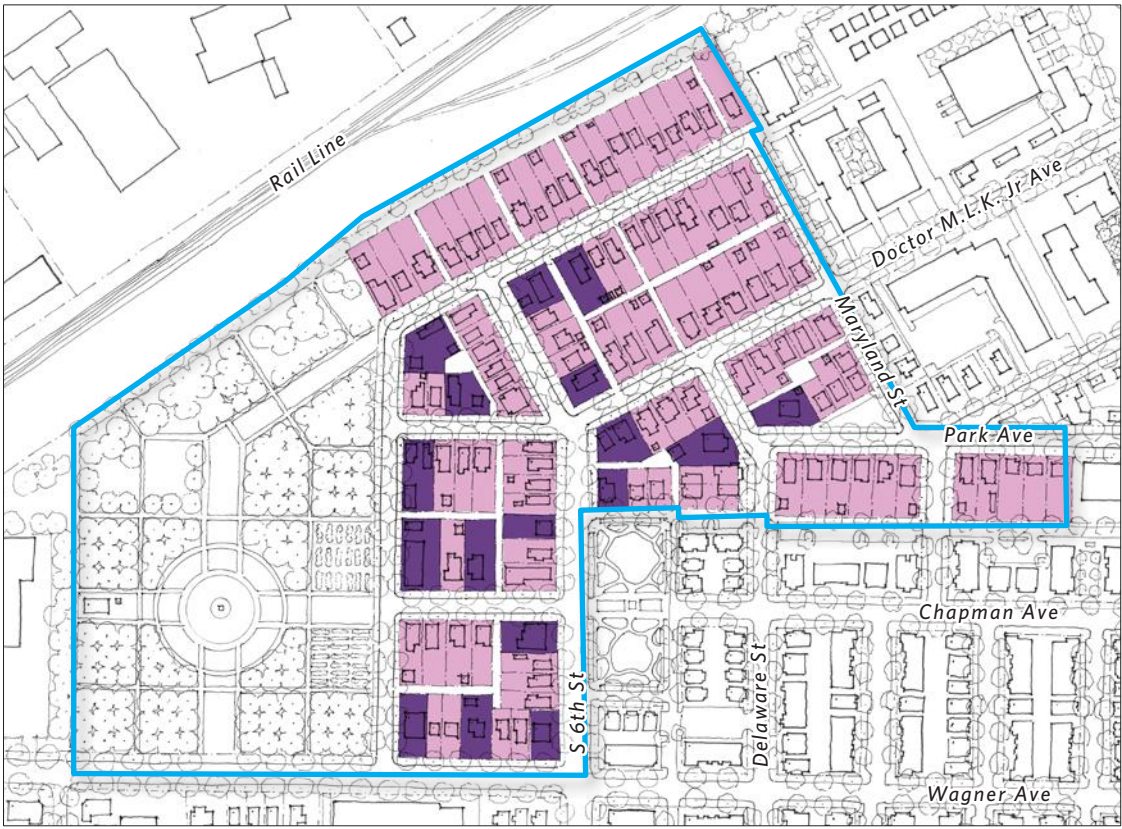 Rail Line
Doctor M.L.K. Jr Ave
Maryland St
Park Ave
Chapman Ave
S 6th St
Delaware St
Wagner Ave